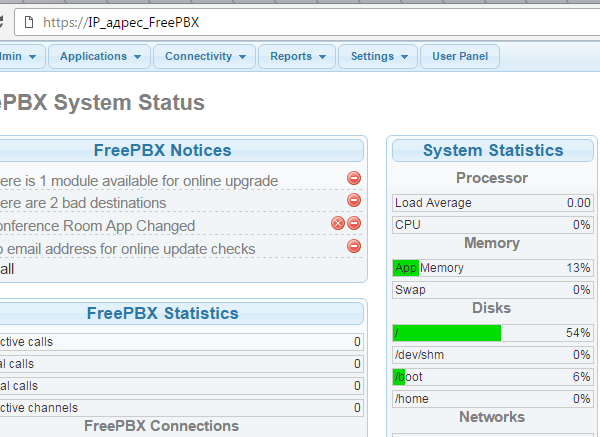 https://IP_адрес_FreePBX
dmin Applications Connectivity Reports Settings User Panel
ePBX System Status
FreePBX Notices
ere is 1 module available for online upgrade
ere are 2 bad destinations
onference Room App Changed
o email address for online update checks
all
FreePBX Statistics
ctive calls 0
al calls 0
al calls 0
ctive channels 0
FreePBX Connections
System Statistics
Processor
Load Average 0.00
CPU 0%
Memory
App Memory 13%
Swap 0%
Disks
/ 54%
/dev/shm 0%
/boot 6%
/home 0%
Networks